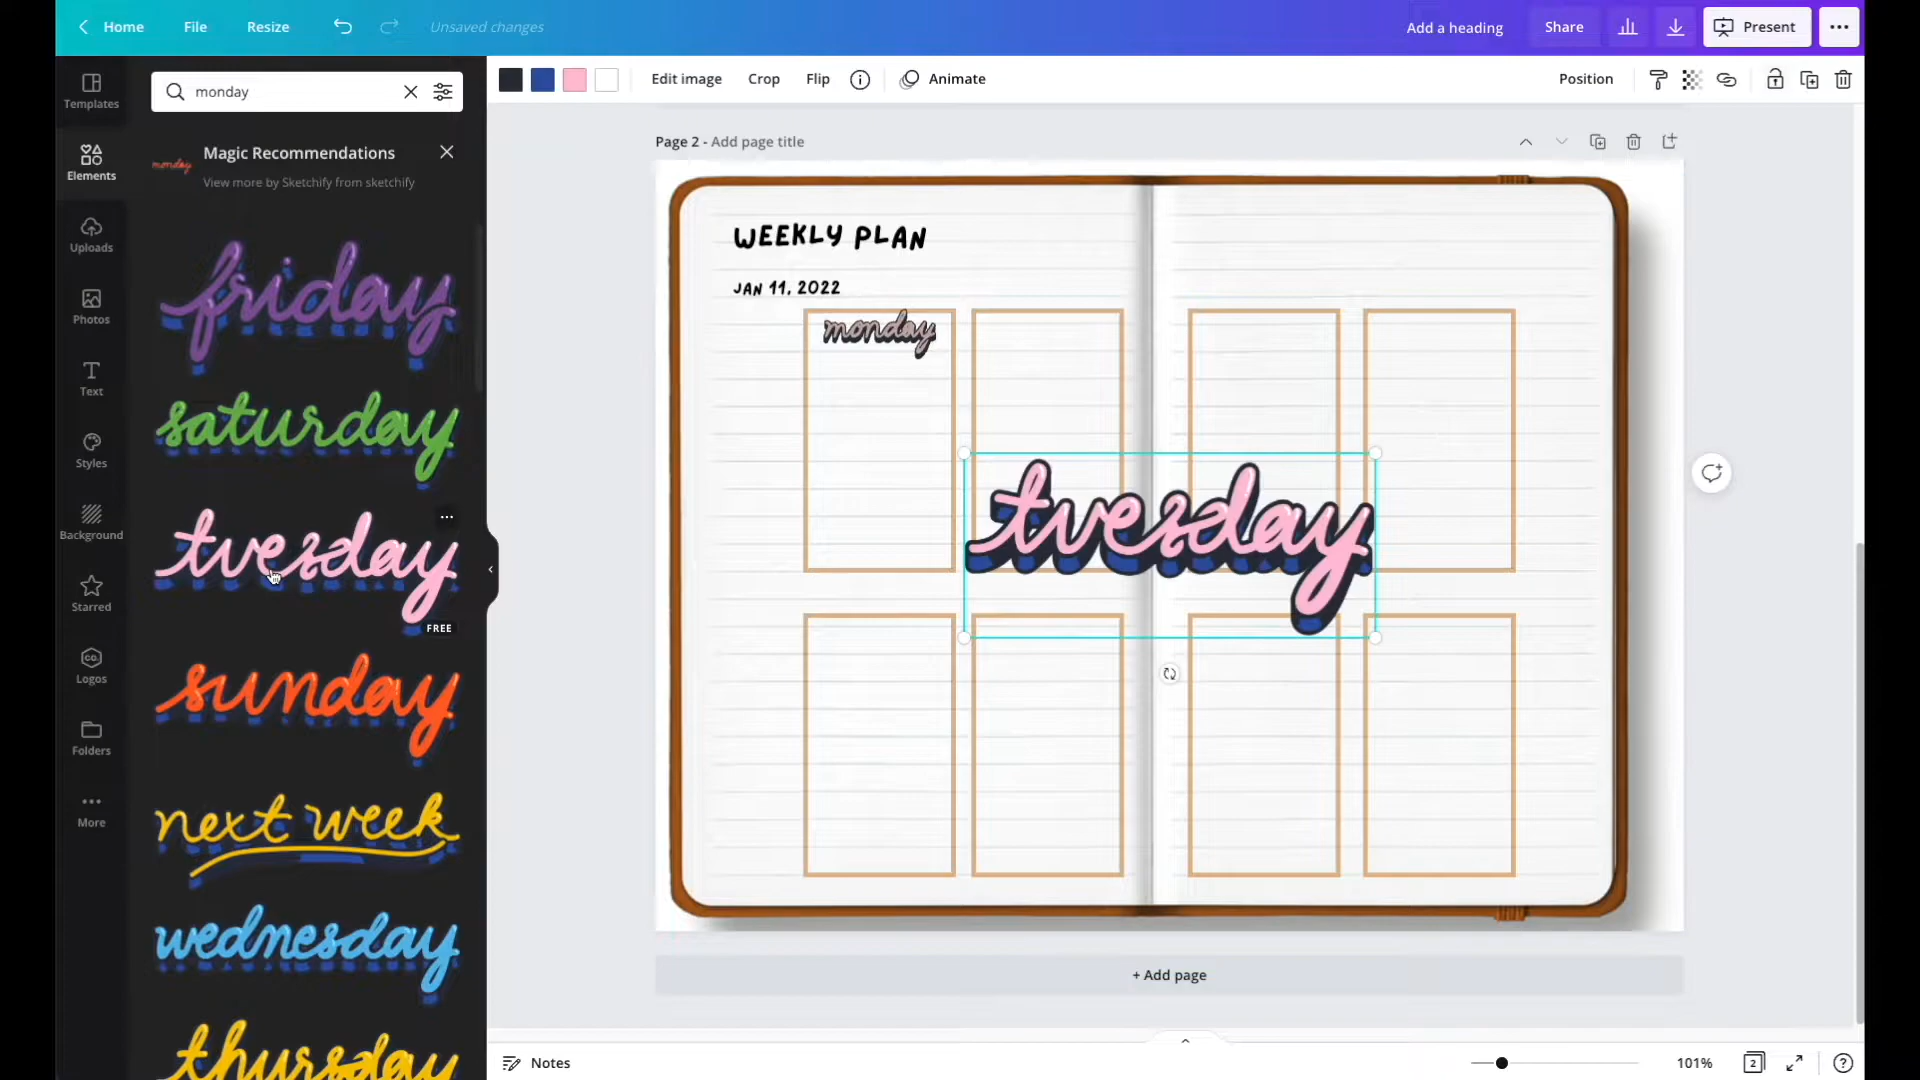 Home File Resize Unsaved changes Add a heading Share Present
monday
Edit image Crop Flip Animate Position
Templates
Elements
Uploads
Photos
Text
Styles
Background
Starred
Logos
CO.
Folders
More
monday
Magic Recommendations
View more by Sketchify from sketchify
friday
saturday
tuesday
FREE
sunday
next week
wednesday
thursday
Page 2 - Add page title
WEEKLY PLAN
JAN 11, 2022
monday
tuesday
+ Add page
Notes
101%
2